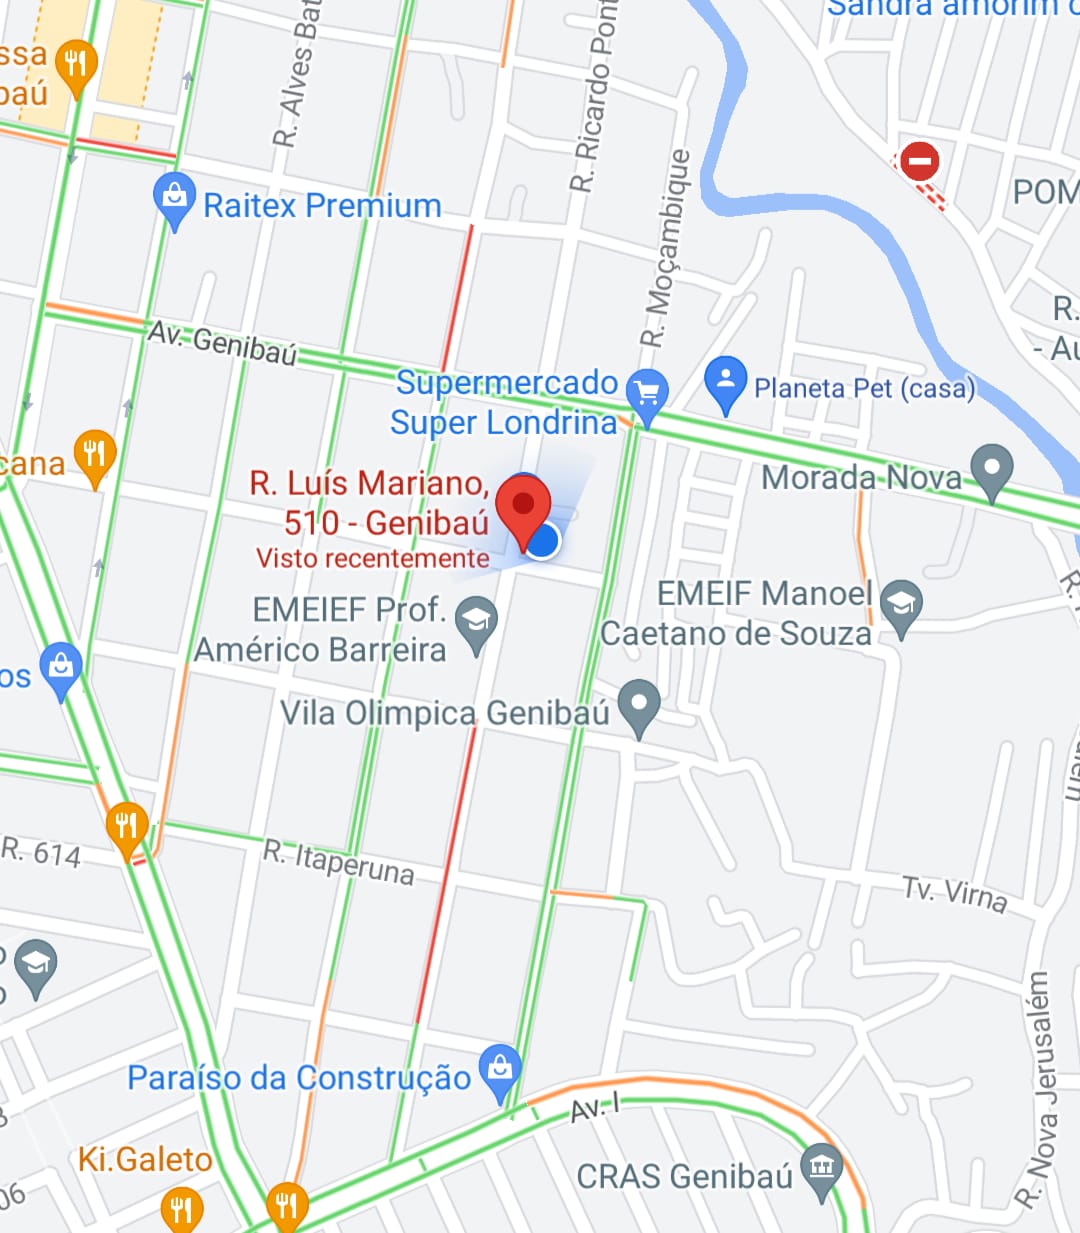 Sandra amorim
R. Alves Bat
R. Ricardo Pont
ssa
baú
R. Moçambique
POM
Raitex Premium
R.
- Au
Av. Genibaú
Supermercado
Super Londrina
Planeta Pet (casa)
cana
Morada Nova
R. Luís Mariano,
510 - Genibaú
Visto recentemente
EMEIEF Prof.
Américo Barreira
EMEIF Manoel
Caetano de Souza
os
Vila Olimpica Genibaú
R. 614
R. Itaperuna
Tv. Virna
R. Nova Jerusalém
Paraíso da Construção
Av. I
Ki.Galeto
CRAS Genibaú
06